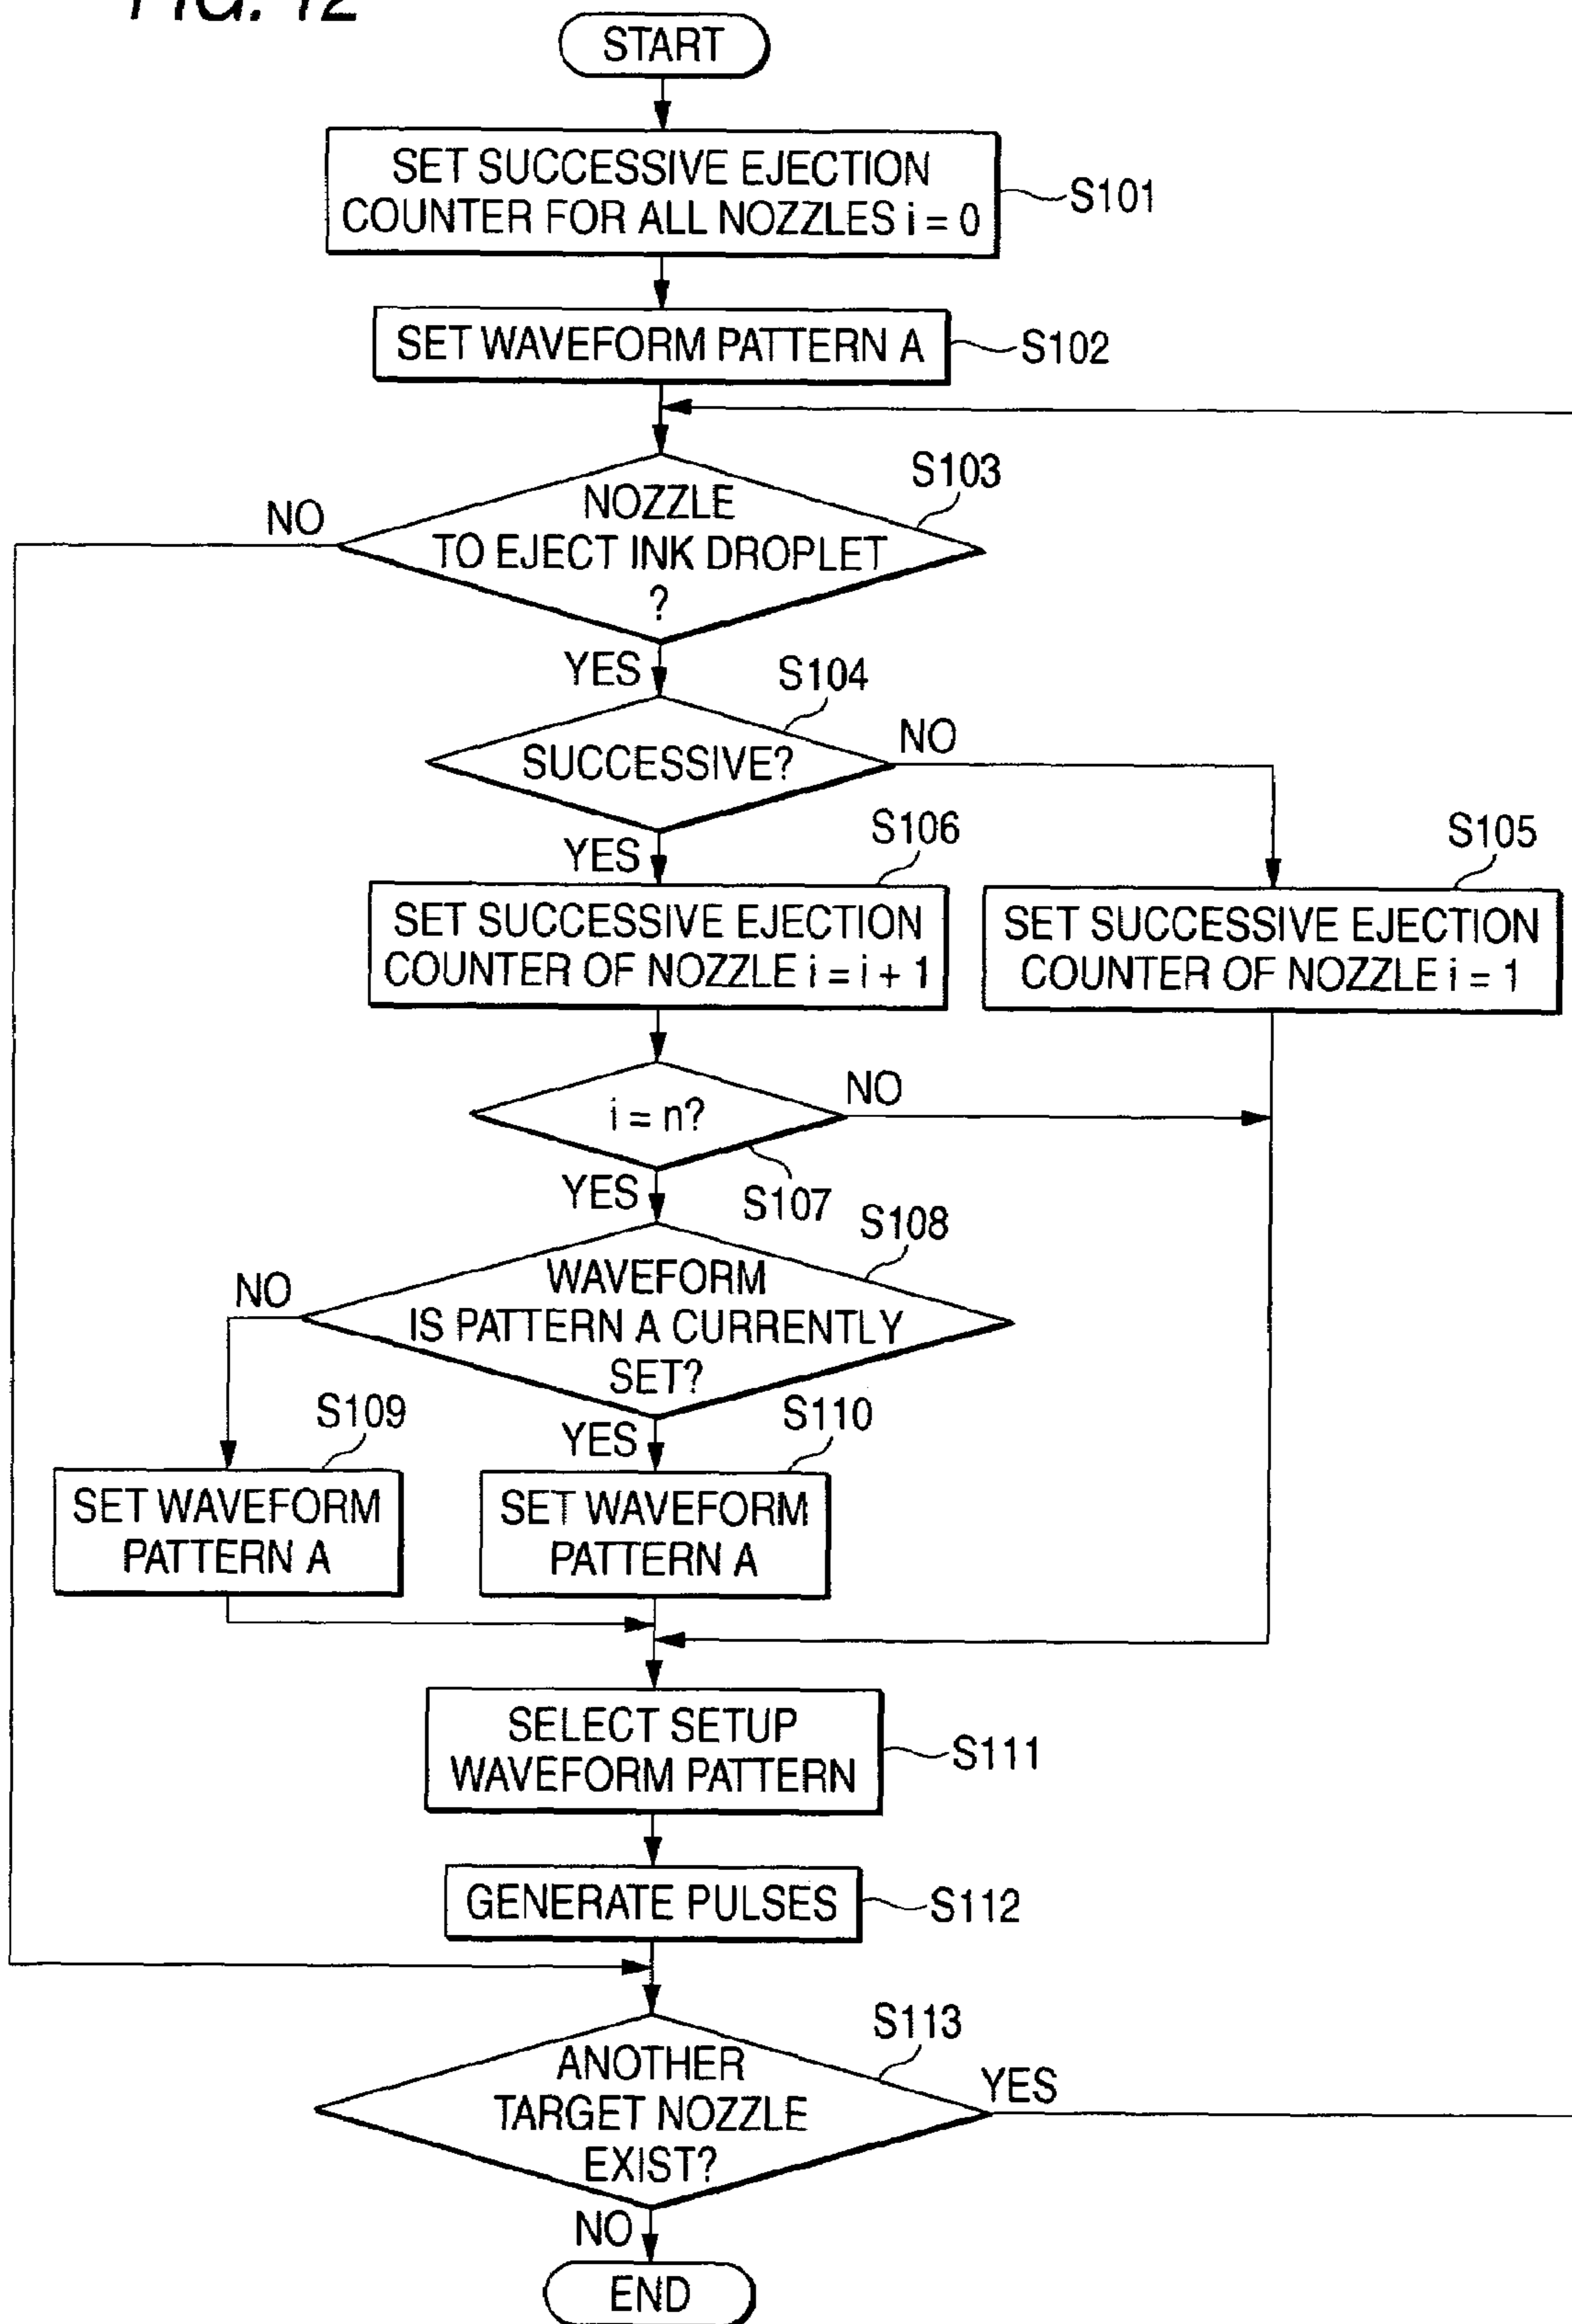 FIG. 12
START
SET SUCCESSIVE EJECTION
COUNTER FOR ALL NOZZLES i = 0
S101
SET WAVEFORM PATTERN A
S102
S103
NOZZLE
TO EJECT INK DROPLET
?
NO
YES
S104
SUCCESSIVE?
NO
YES
S106
SET SUCCESSIVE EJECTION
COUNTER OF NOZZLE i = i + 1
S105
SET SUCCESSIVE EJECTION
COUNTER OF NOZZLE i = 1
i = n?
NO
YES
S107
S108
WAVEFORM
IS PATTERN A CURRENTLY
SET?
NO
YES
S109
SET WAVEFORM
PATTERN A
S110
SET WAVEFORM
PATTERN A
SELECT SETUP
WAVEFORM PATTERN
S111
GENERATE PULSES
S112
S113
ANOTHER
TARGET NOZZLE
EXIST?
YES
NO
END